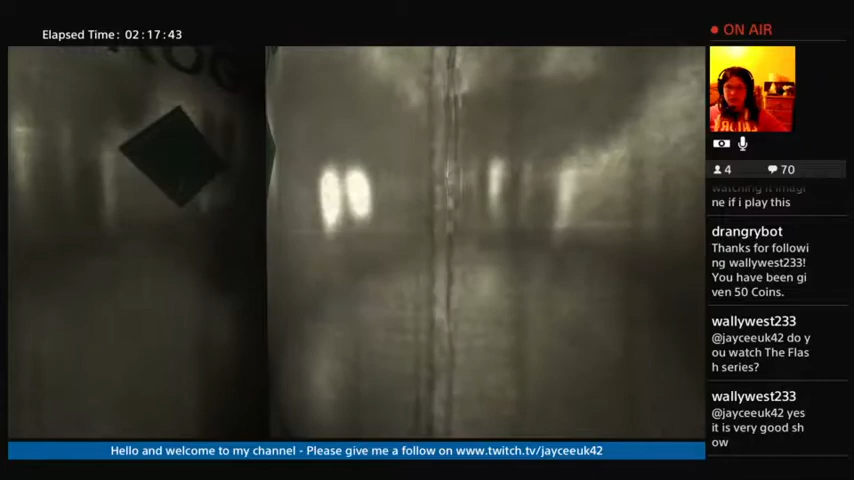 Elapsed Time: 02:17:43
ON AIR
4
70
watching it imagi
ne if i play this
drangrybot
Thanks for followi
ng wallywest233!
You have been gi
ven 50 Coins.
wallywest233
@jayceeuk42 do y
ou watch The Flas
h series?
wallywest233
@jayceeuk42 yes
it is very good sh
ow
Hello and welcome to my channel - Please give me a follow on www.twitch.tv/jayceeuk42